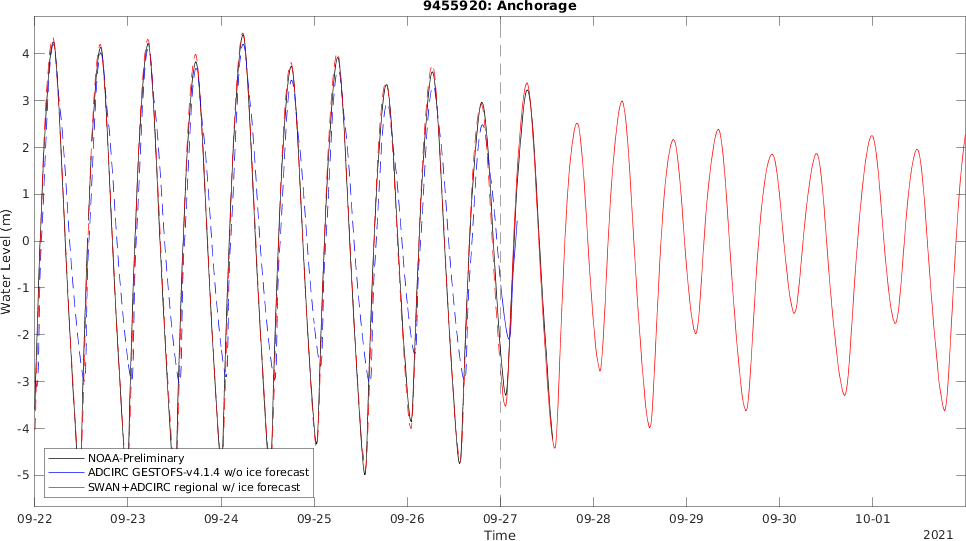 9455920: Anchorage
Water Level (m)
4
3
2
1
0
-1
-2
-3
-4
-5
NOAA-Preliminary
ADCIRC GESTOFS-v4.1.4 w/o ice forecast
SWAN+ADCIRC regional w/ ice forecast
09-22 09-23 09-24 09-25 09-26 09-27 09-28 09-29 09-30 10-01
Time
2021